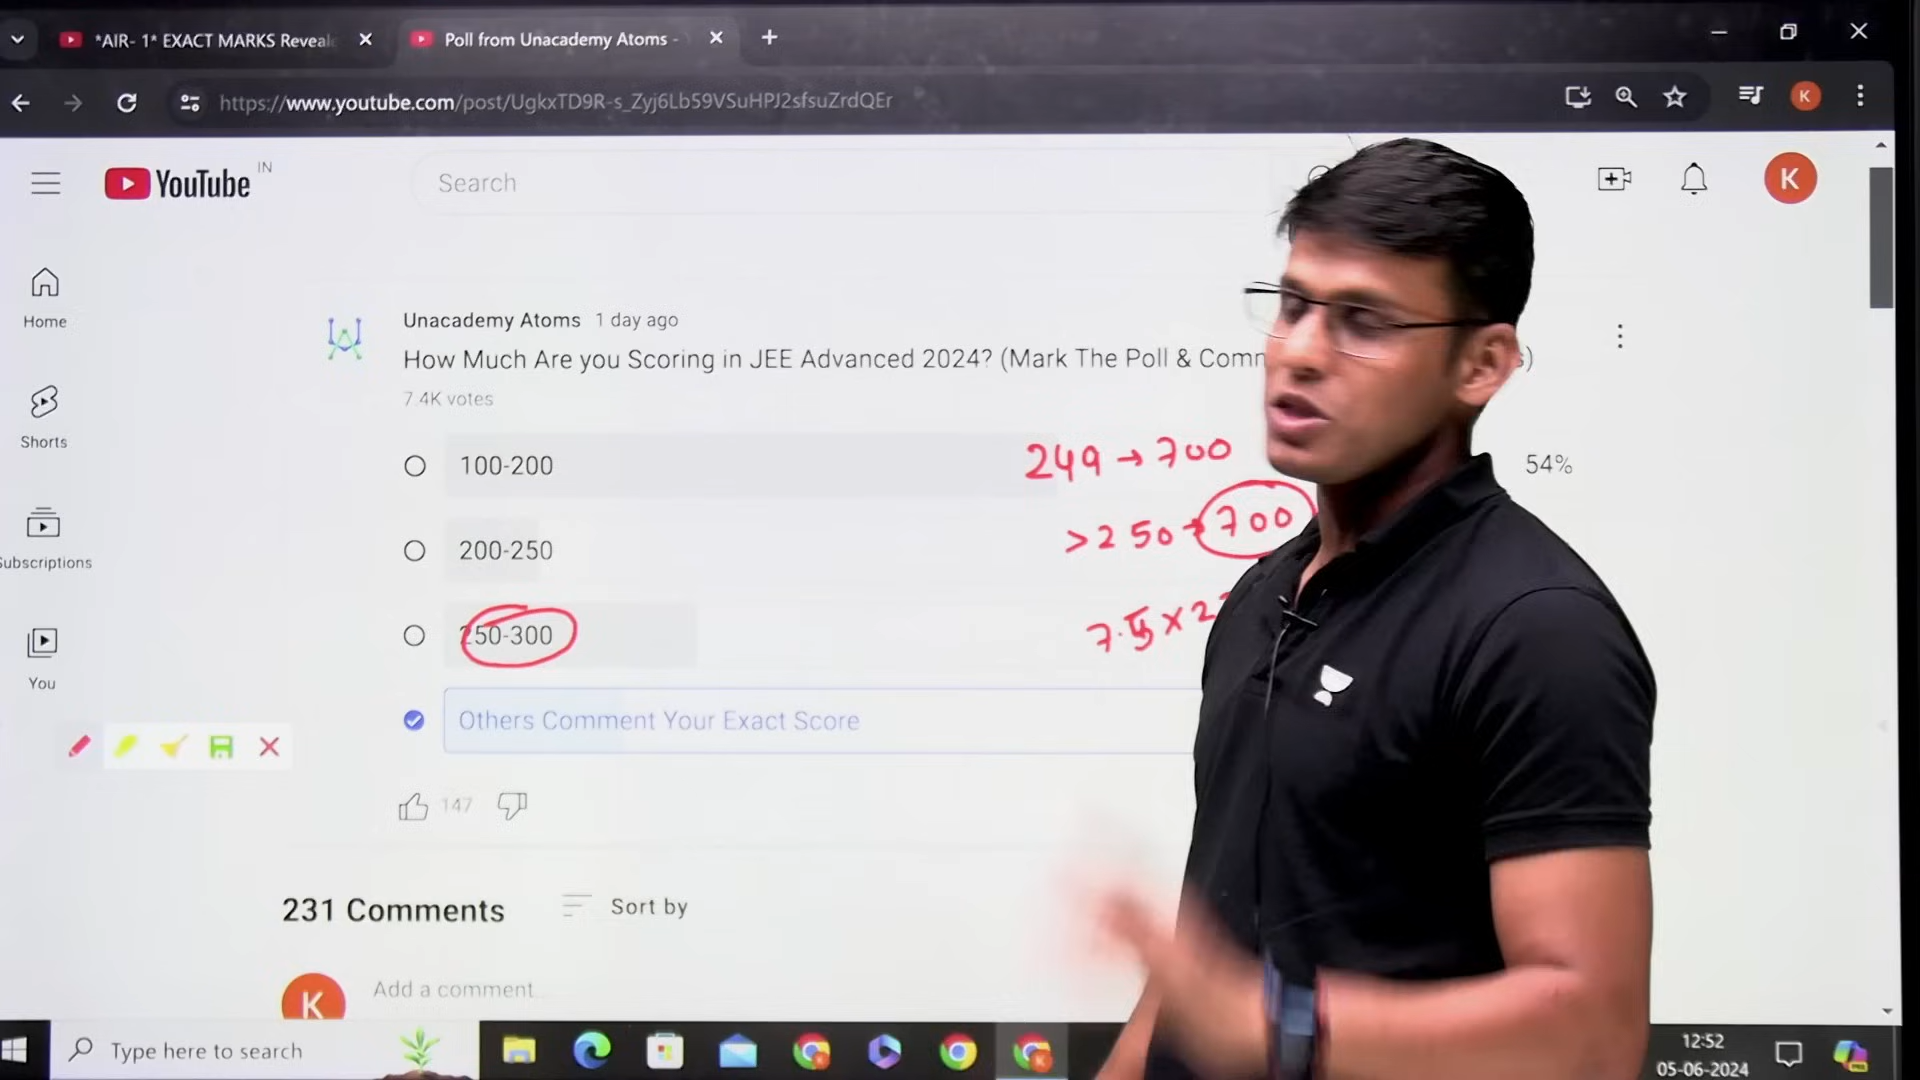 *AIR- 1* EXACT MARKS Reveal
Poll from Unacademy Atoms -
https://www.youtube.com/post/UgkxTD9R-s_Zyj6Lb59VSuHPJ2sfsuZrdQEr
K
YouTube IN
Search
K
Home
Shorts
Subscriptions
You
Unacademy Atoms 1 day ago
How Much Are you Scoring in JEE Advanced 2024? (Mark The Poll & Comm s)
7.4K votes
100-200
54%
200-250
250-300
Others Comment Your Exact Score
249 → 700
>250 → 700
7.5 x 2
147
231 Comments
Sort by
K
Add a comment...
Type here to search
12:52
05-06-2024